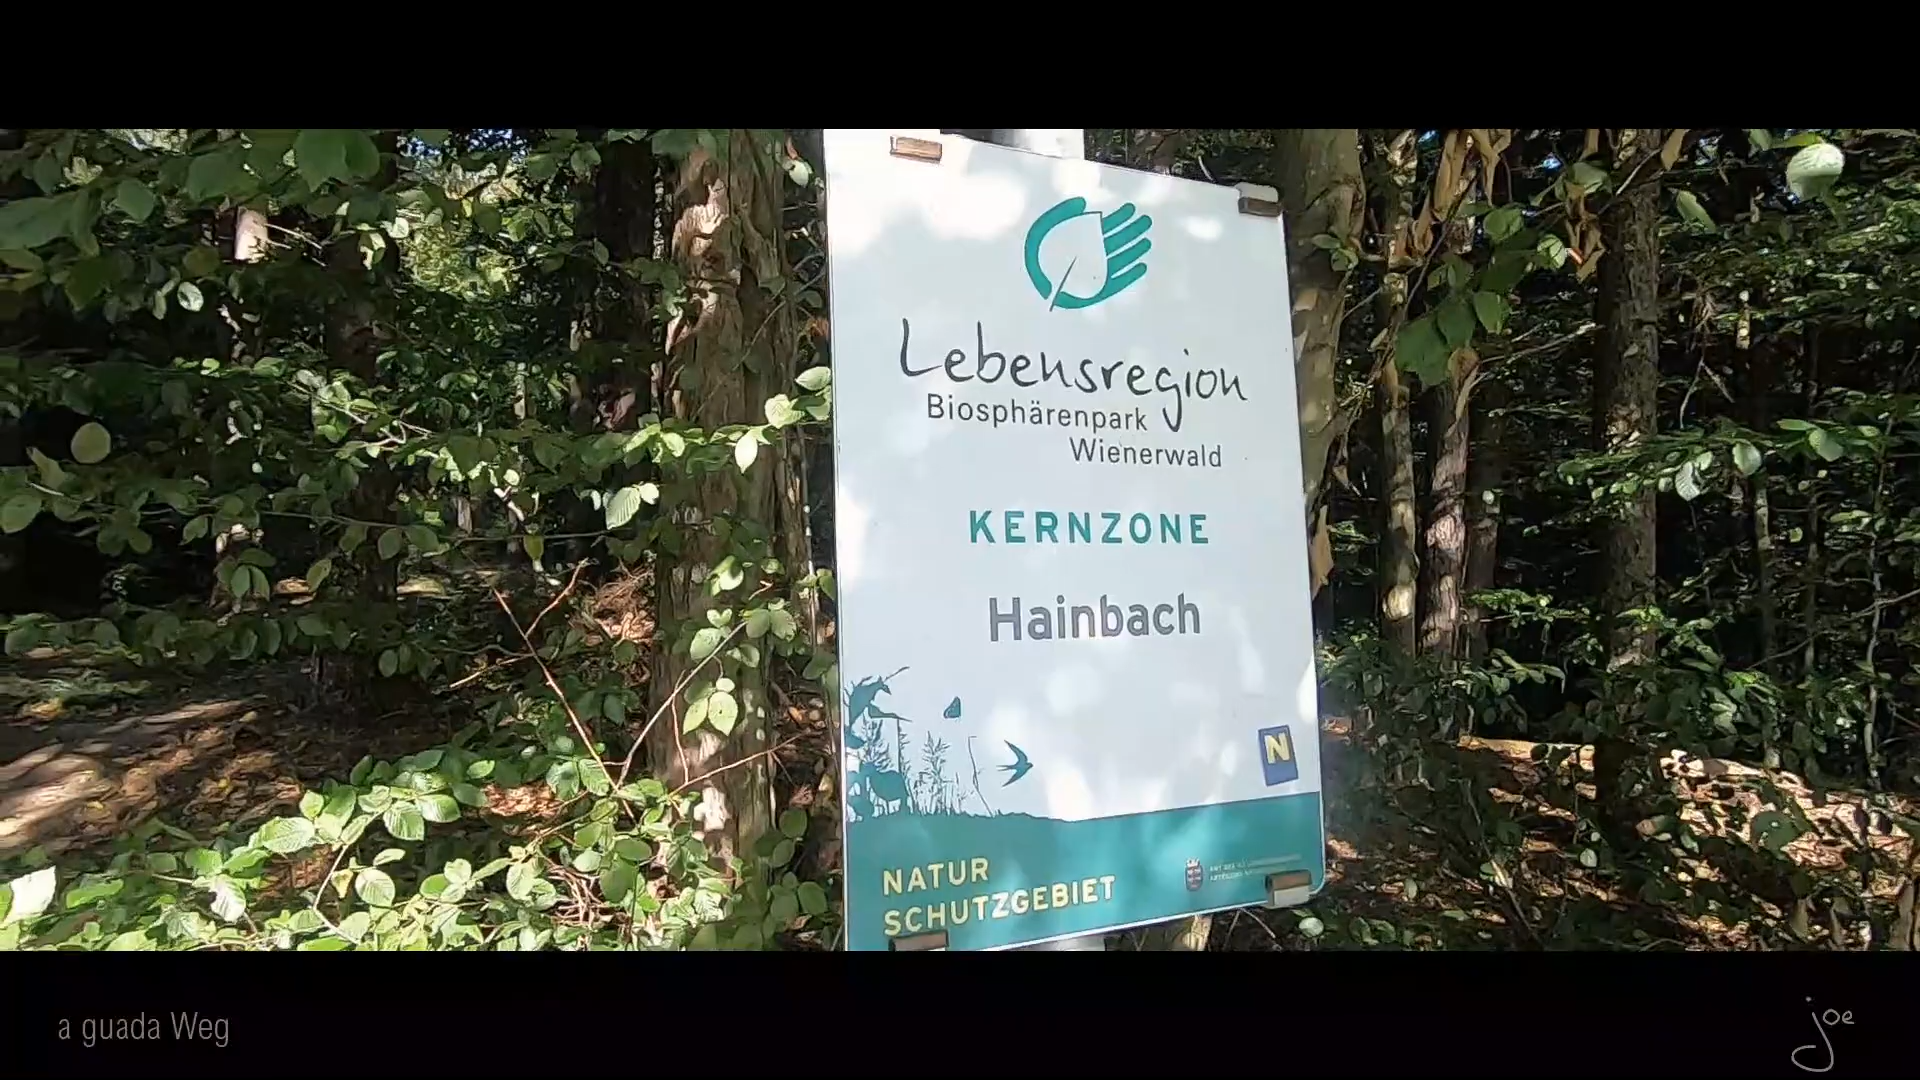 Lebensregion
Biosphärenpark
Wienerwald
KERNZONE
Hainbach
N
NATUR
SCHUTZGEBIET
a guada Weg
joe